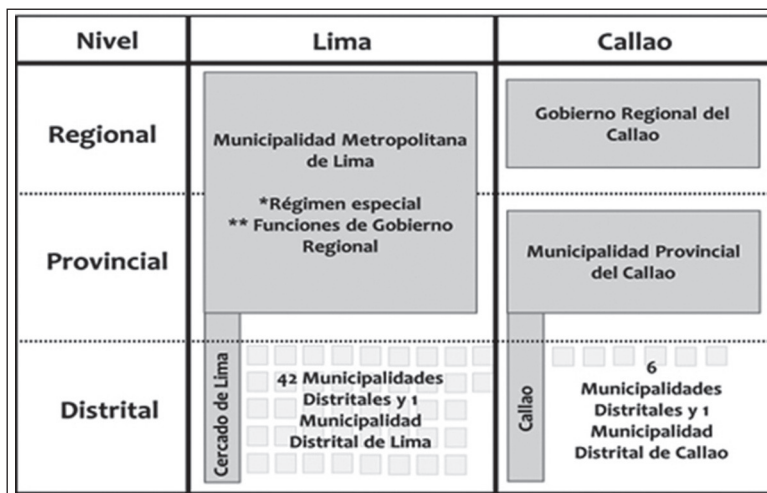 Nivel
Lima
Callao
Regional
Municipalidad Metropolitana
de Lima
*Régimen especial
** Funciones de Gobierno
Regional
Gobierno Regional del
Callao
Provincial
Municipalidad Provincial
del Callao
Distrital
Cercado de Lima
42 Municipalidades
Distritales y 1
Municipalidad
Distrital de Lima
Callao
6
Municipalidades
Distritales y 1
Municipalidad
Distrital de Callao